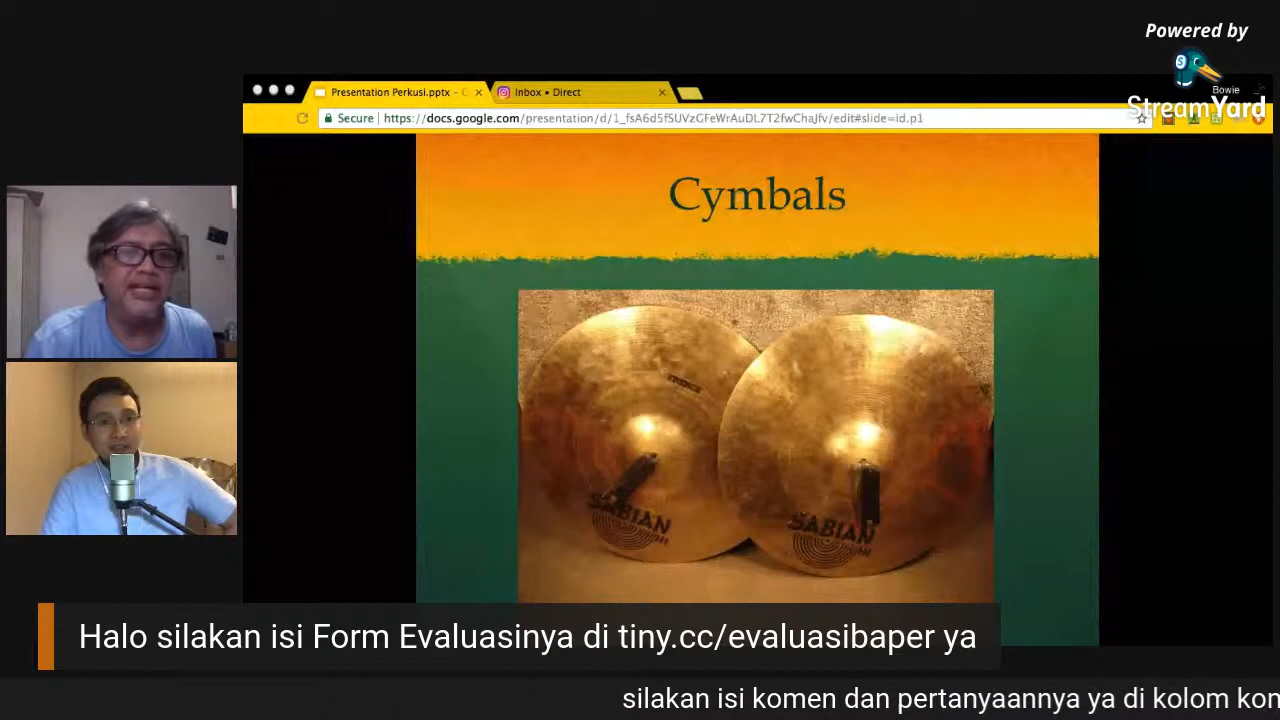 Powered by
Bowie
StreamYard
Presentation Perkusi.pptx -
Inbox • Direct
Secure | https://docs.google.com/presentation/d/1_fsA6d5fSUVzGFeWrAuDL7T2fwChaJfv/edit#slide=id.p1
Cymbals
SABIAN
SABIAN
Halo silakan isi Form Evaluasinya di tiny.cc/evaluasibaper ya
silakan isi komen dan pertanyaannya ya di kolom kon